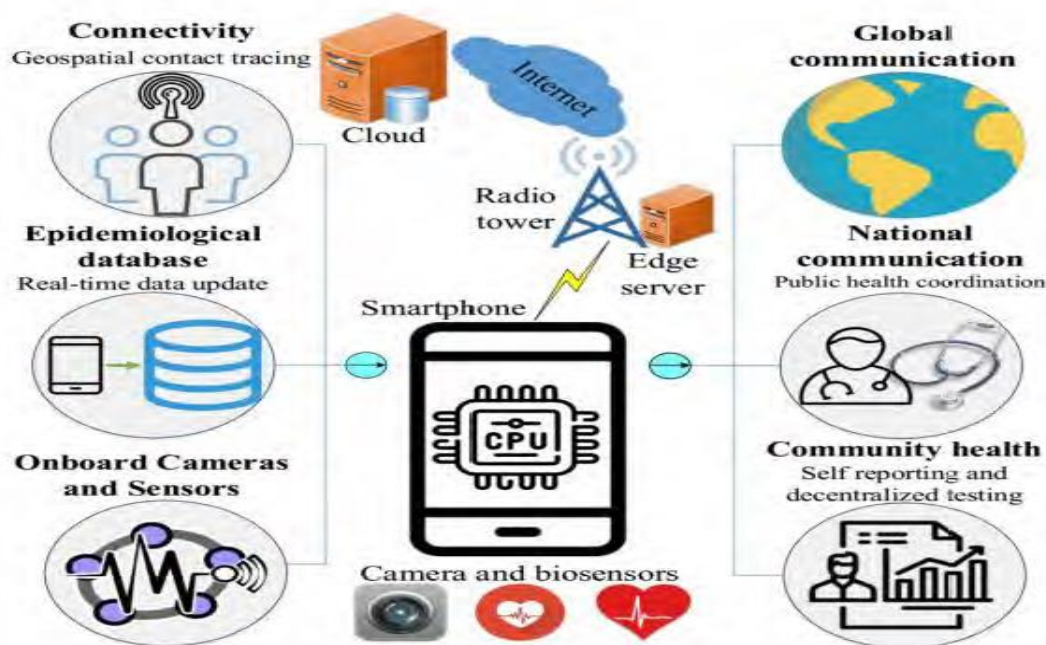 Connectivity
Geospatial contact tracing
Epidemiological
database
Real-time data update
Onboard Cameras
and Sensors
Cloud
Internet
Radio
tower
Edge
server
Smartphone
CPU
Camera and biosensors
Global
communication
National
communication
Public health coordination
Community health
Self reporting and
decentralized testing